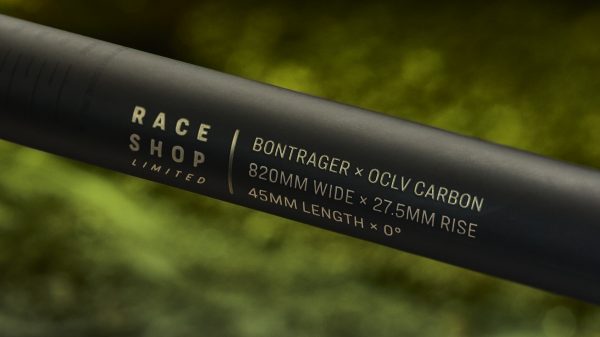 RACE
SHOP
LIMITED
BONTRAGER × OCLV CARBON
820MM WIDE × 27.5MM RISE
45MM LENGTH × 0°